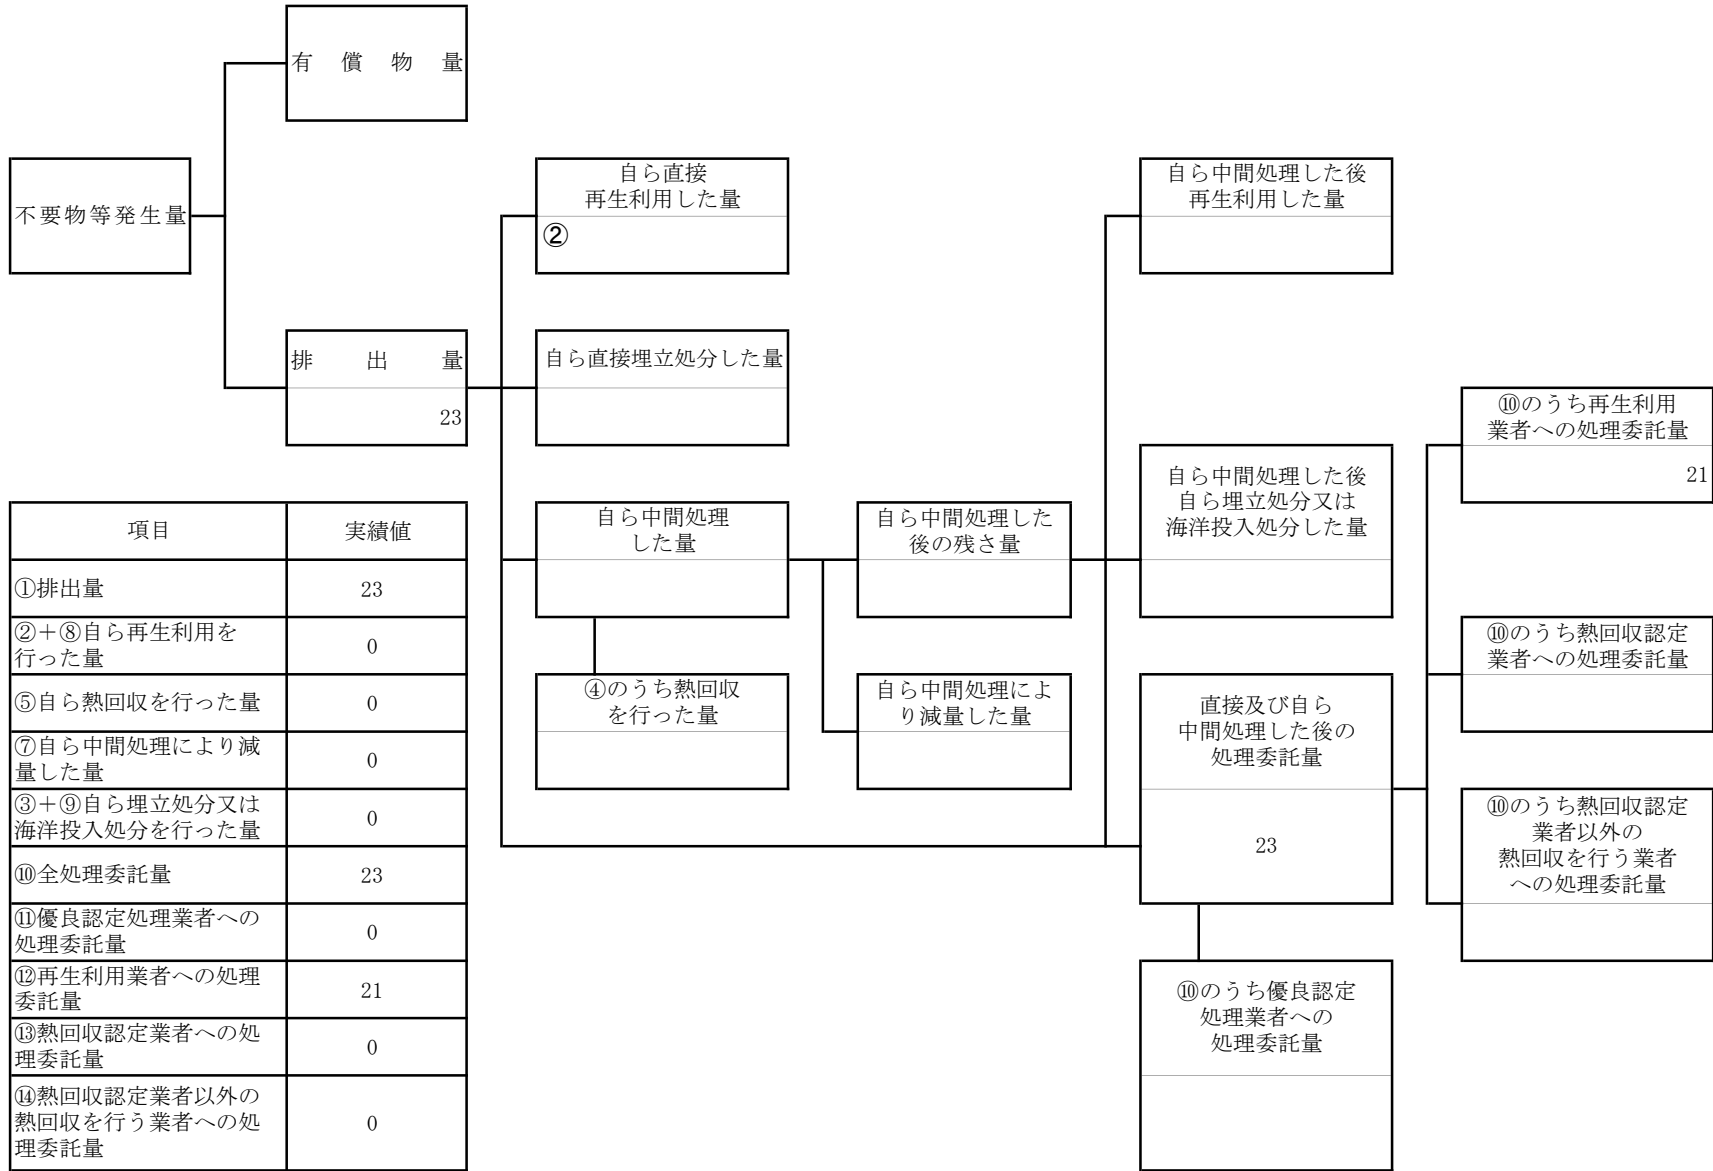 有償物量
不要物等発生量
自ら直接
再生利用した量
②
自ら中間処理した後
再生利用した量
排出量
23
自ら直接埋立処分した量
⑩のうち再生利用
業者への処理委託量
21
自ら中間処理した後
自ら埋立処分又は
海洋投入処分した量
自ら中間処理
した量
自ら中間処理した
後の残さ量
⑩のうち熱回収認定
業者への処理委託量
④のうち熱回収
を行った量
自ら中間処理によ
り減量した量
直接及び自ら
中間処理した後の
処理委託量
23
⑩のうち熱回収認定
業者以外の
熱回収を行う業者
への処理委託量
⑩のうち優良認定
処理業者への
処理委託量
項目 実績値
①排出量 23
②+⑧自ら再生利用を
行った量 0
⑤自ら熱回収を行った量 0
⑦自ら中間処理により減
量した量 0
③+⑨自ら埋立処分又は
海洋投入処分を行った量 0
⑩全処理委託量 23
⑪優良認定処理業者への
処理委託量 0
⑫再生利用業者への処理
委託量 21
⑬熱回収認定業者への処
理委託量 0
⑭熱回収認定業者以外の
熱回収を行う業者への処
理委託量 0